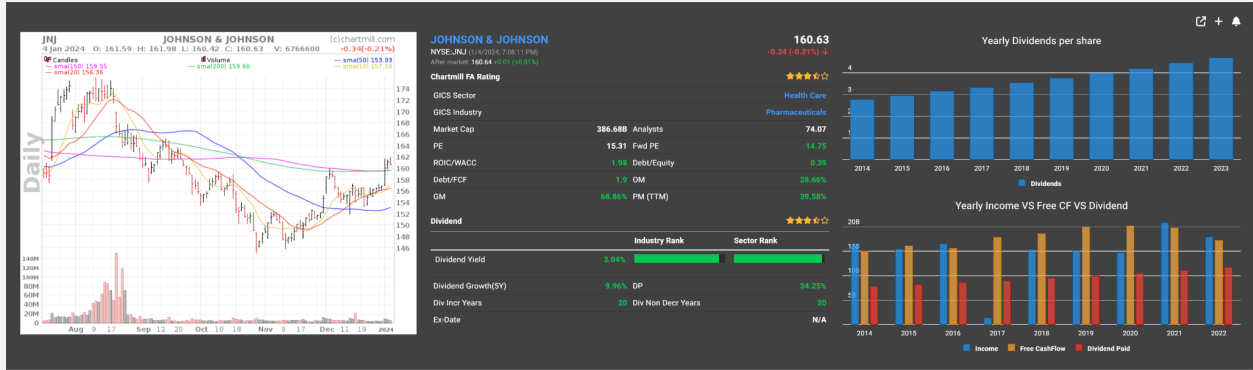 JNJ JOHNSON & JOHNSON (c)chartmill.com
4 Jan 2024 O: 161.59 H: 161.98 L: 160.42 C: 160.63 V: 6766600 -0.34(-0.21%)
Candles Volume sma(50) 153.03
sma(150) 159.55 sma(200) 159.60
sma(20) 156.36
Daily
174
172
170
168
166
164
162
160
158
156
154
152
150
148
146
140M
120M
100M
80M
60M
40M
20M
0
Aug 9 17 Sep 12 20 Oct 10 18 Nov 9 17 Dec 11 19 2024
JOHNSON & JOHNSON 160.63
NYSE:JNJ (1/4/2024, 7:08:11 PM) -0.34 (-0.21%) ↓
After market: 160.64 +0.01 (+0.01%)
Chartmill FA Rating
GICS Sector Health Care
GICS Industry Pharmaceuticals
Market Cap 386.68B Analysts 74.07
PE 15.31 Fwd PE 14.75
ROIC/WACC 1.98 Debt/Equity 0.39
Debt/FCF 1.9 OM 28.66%
GM 68.86% PM (TTM) 39.58%
Dividend
Industry Rank Sector Rank
Dividend Yield 3.04%
Dividend Growth(5Y) 9.96% DP 34.25%
Div Incr Years 20 Div Non Decr Years 20
Ex-Date N/A
Yearly Dividends per share
4
3
2
1
2014 2015 2016 2017 2018 2019 2020 2021 2022 2023
Dividends
Yearly Income VS Free CF VS Dividend
20B
2014 2015 2016 2017 2018 2019 2020 2021 2022
Income Free CashFlow Dividend Paid